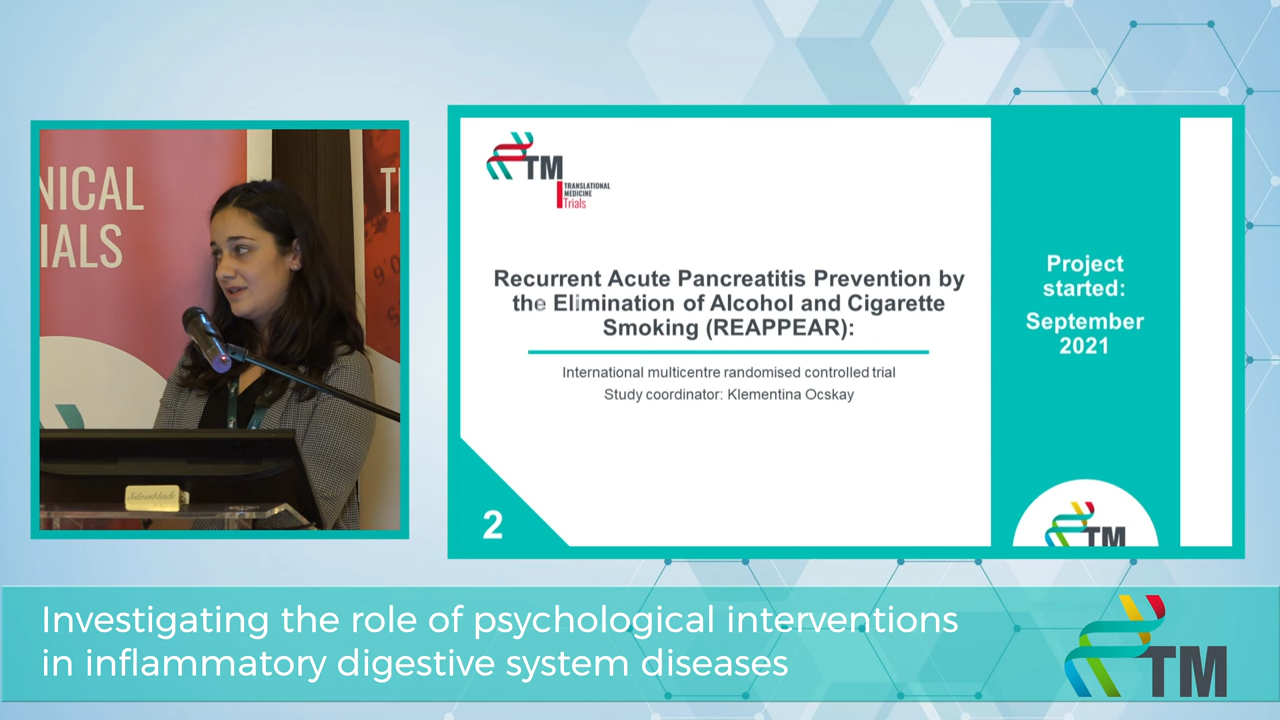 NICAL
IALS
T
Silverblade
TM
TRANSLATIONAL
MEDICINE
Trials
Recurrent Acute Pancreatitis Prevention by
the Elimination of Alcohol and Cigarette
Smoking (REAPPEAR):
International multicentre randomised controlled trial
Study coordinator: Klementina Ocskay
2
Project
started:
September
2021
TM
Investigating the role of psychological interventions
in inflammatory digestive system diseases
TM